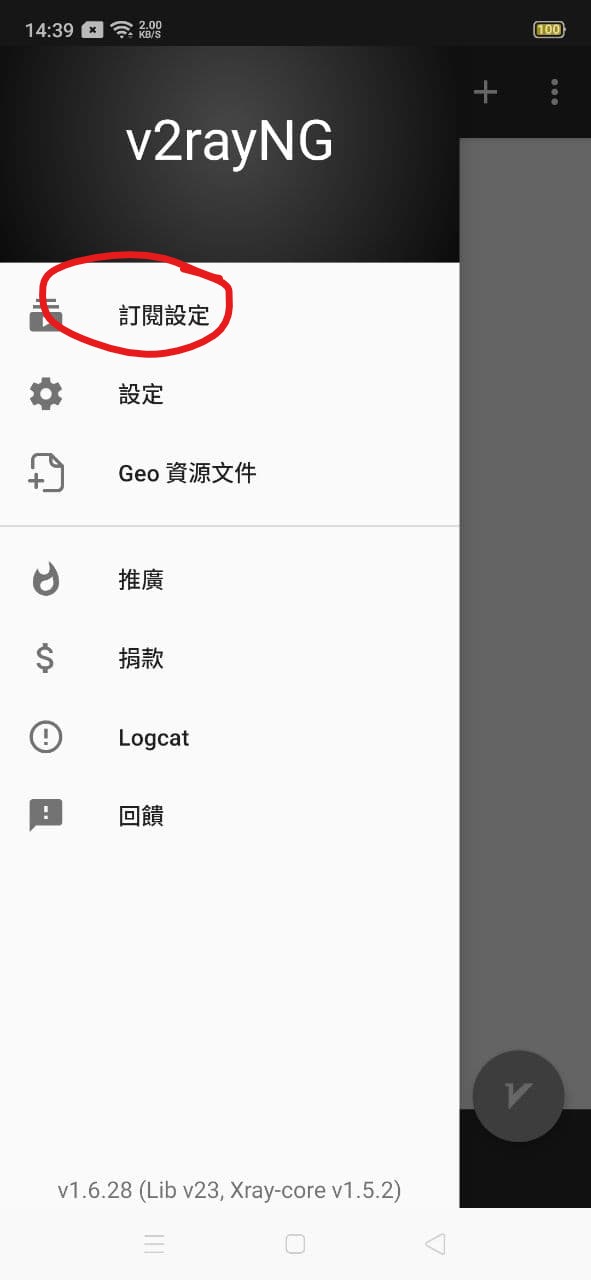 14:39
2.00
KB/S
100
v2rayNG
訂閱設定
設定
Geo 資源文件
推廣
捐款
Logcat
回饋
v1.6.28 (Lib v23, Xray-core v1.5.2)